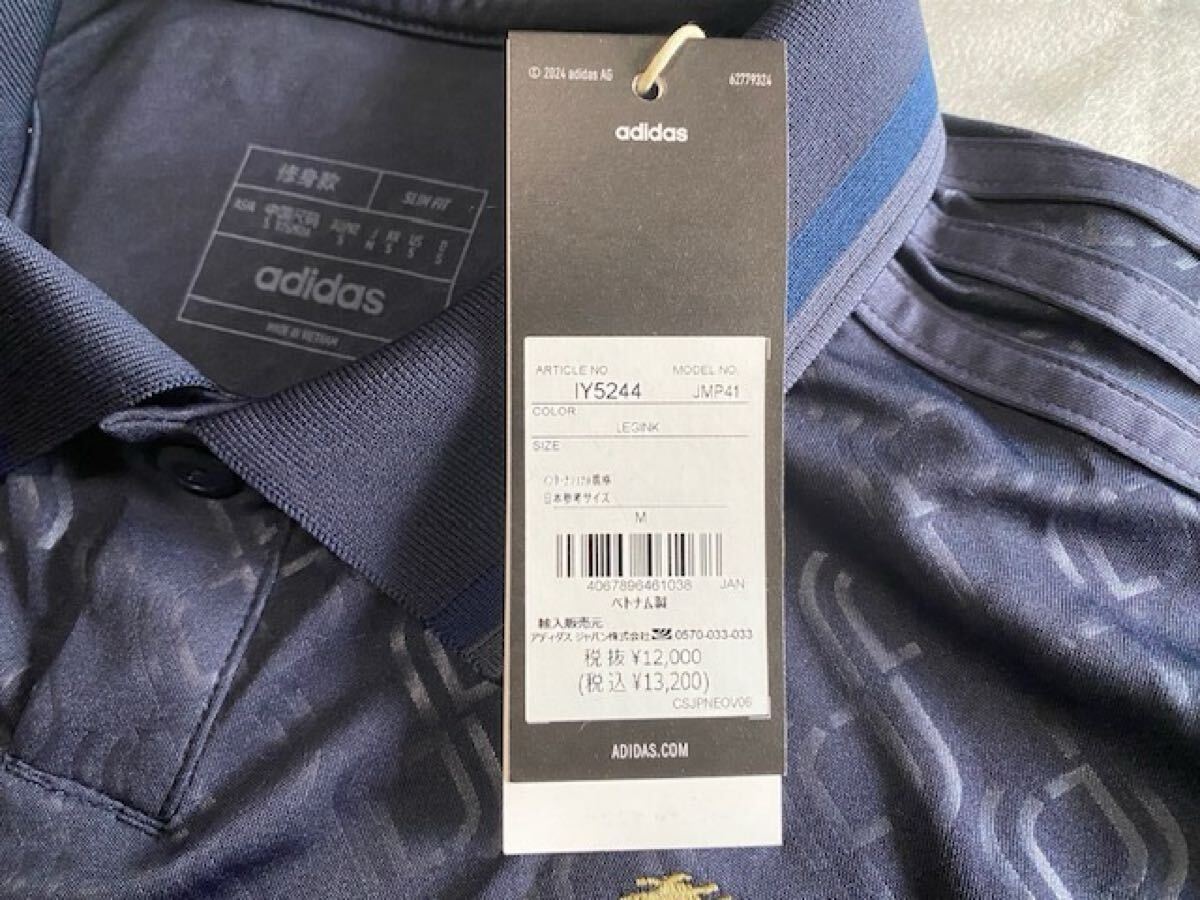 © 2024 adidas AG 62779324
adidas
ARTICLE NO. MODEL NO.
IY5244 JMP41
COLOR
LEGINK
SIZE
日本参考サイズ
M
4067896461038 JAN
ベトナム製
輸入販売元
アディダス ジャパン株式会社 0570-033-033
税抜 ¥12,000
(税込 ¥13,200)
CSJPNEOV06
ADIDAS.COM
修身款 SLIM FIT
adidas
MADE IN VIETNAM